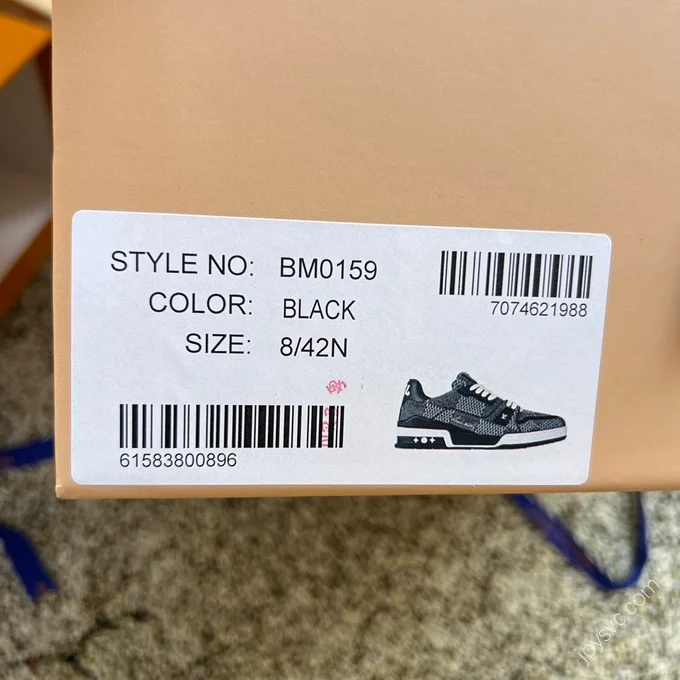 STYLE NO: BM0159
COLOR: BLACK
SIZE: 8/42N
7074621988
61583800896
joysvc.com